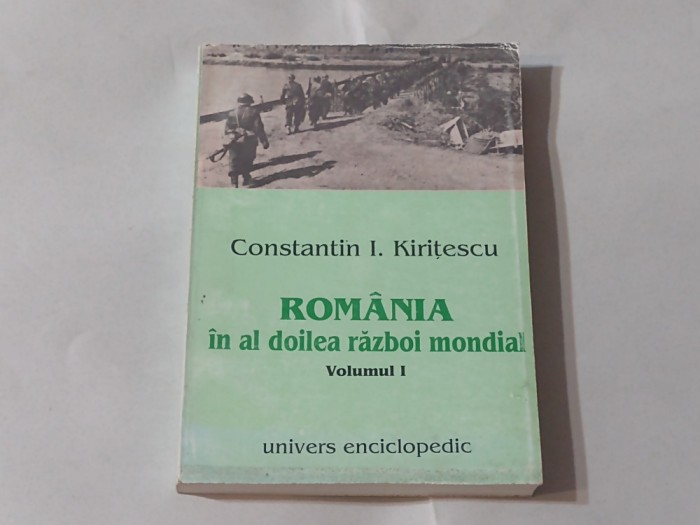 Constantin I. Kirițescu
ROMÂNIA
în al doilea război mondial
Volumul I
univers enciclopedic